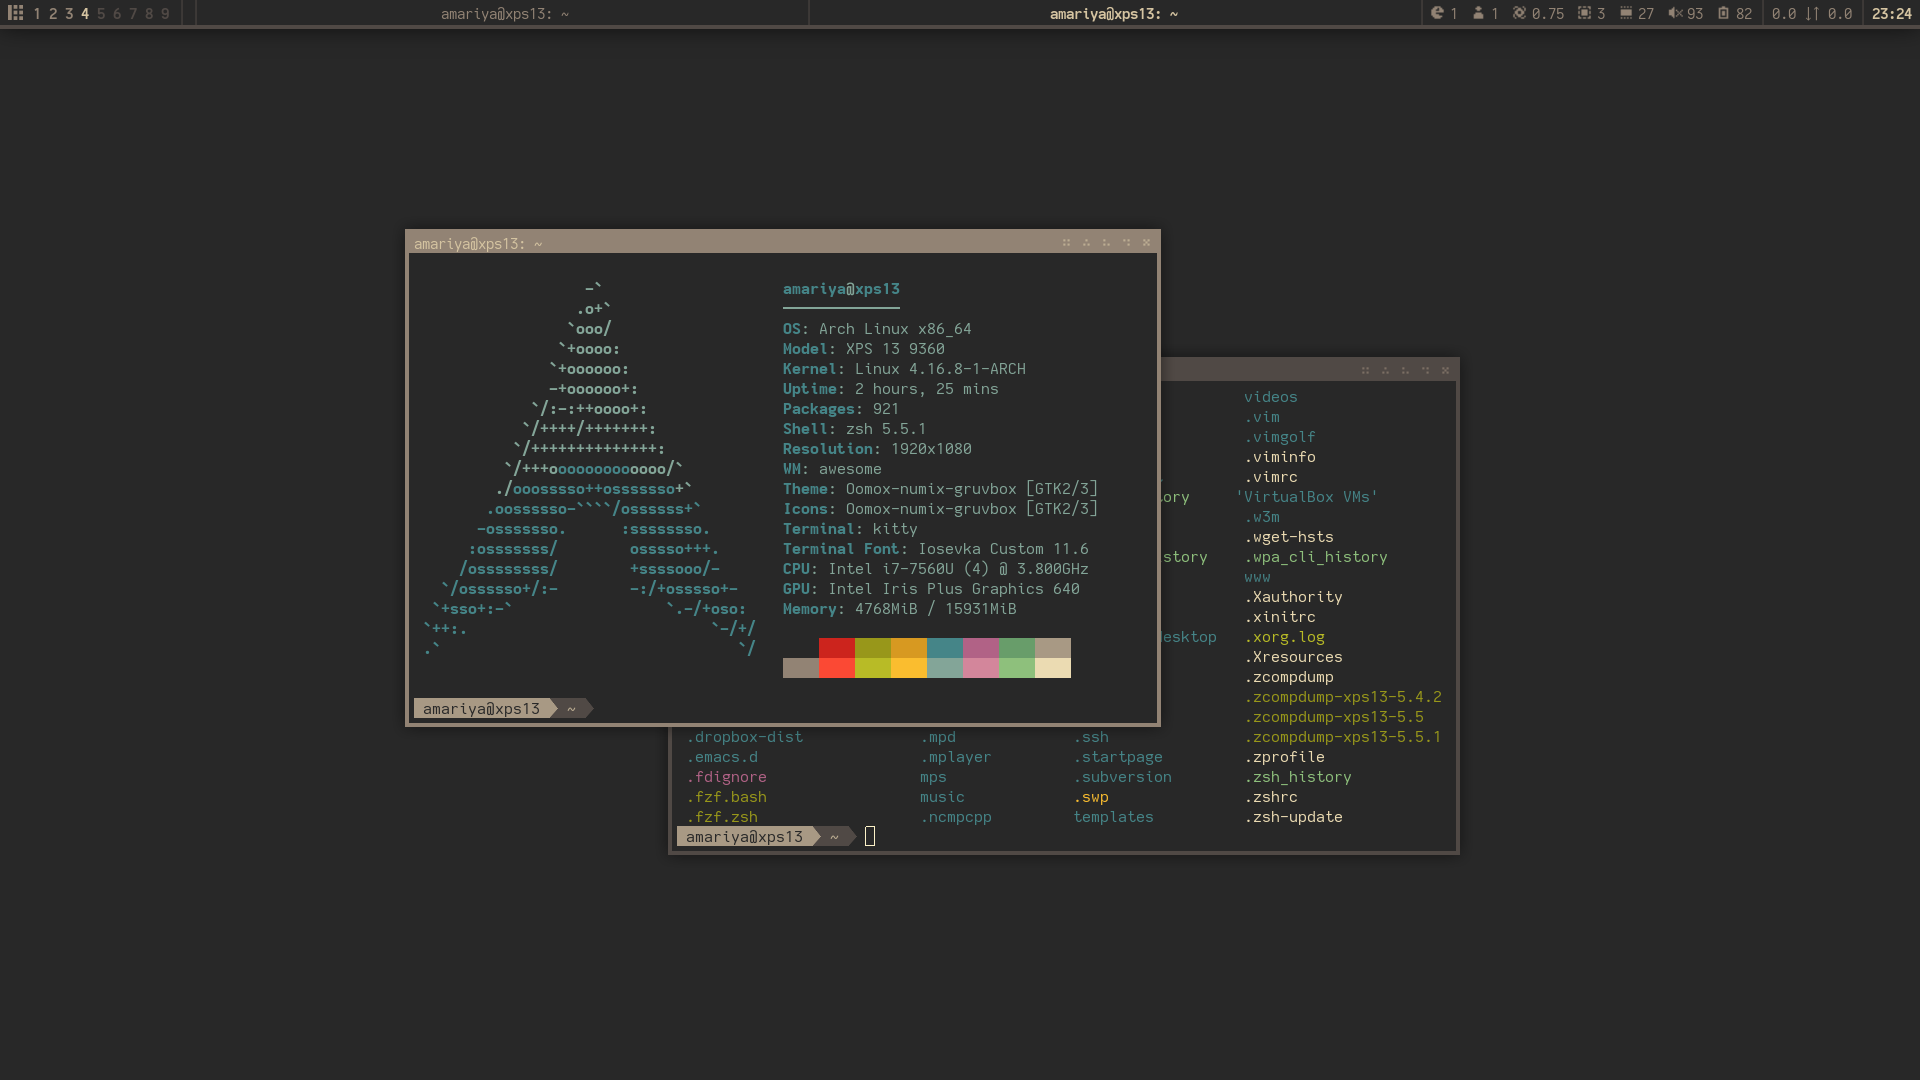 1 2 3 4 5 6 7 8 9 amariya@xps13: ~ amariya@xps13: ~ 1 1 0.75 3 27 93 82 0.0 ↓↑ 0.0 23:24
amariya@xps13: ~
-`
.o+`
`ooo/
`+oooo:
`+oooooo:
-+oooooo+:
`/:-:++oooo+:
`/++++/+++++++:
`/++++++++++++++:
`/+++ooooooooooooo/`
./ooosssso++osssssso+`
.oossssso-````/ossssss+`
-osssssso.      :ssssssso.
:osssssss/        osssso+++.
/ossssssss/        +ssssooo/-
`/ossssso+/:-        -:/+osssso+-
`+sso+:-`                 `.-/+oso:
`++:.                           `-/+/
.`                                 `/
amariya@xps13
OS: Arch Linux x86_64
Model: XPS 13 9360
Kernel: Linux 4.16.8-1-ARCH
Uptime: 2 hours, 25 mins
Packages: 921
Shell: zsh 5.5.1
Resolution: 1920x1080
WM: awesome
Theme: Oomox-numix-gruvbox [GTK2/3]
Icons: Oomox-numix-gruvbox [GTK2/3]
Terminal: kitty
Terminal Font: Iosevka Custom 11.6
CPU: Intel i7-7560U (4) @ 3.800GHz
GPU: Intel Iris Plus Graphics 640
Memory: 4768MiB / 15931MiB
amariya@xps13 ~
videos
.vim
.vimgolf
.viminfo
.vimrc
'VirtualBox VMs'
.w3m
.wget-hsts
.wpa_cli_history
www
.Xauthority
.xinitrc
.xorg.log
.Xresources
.zcompdump
.zcompdump-xps13-5.4.2
.zcompdump-xps13-5.5
.dropbox-dist .mpd .ssh .zcompdump-xps13-5.5.1
.emacs.d .mplayer .startpage .zprofile
.fdignore mps .subversion .zsh_history
.fzf.bash music .swp .zshrc
.fzf.zsh .ncmpcpp templates .zsh-update
amariya@xps13 ~